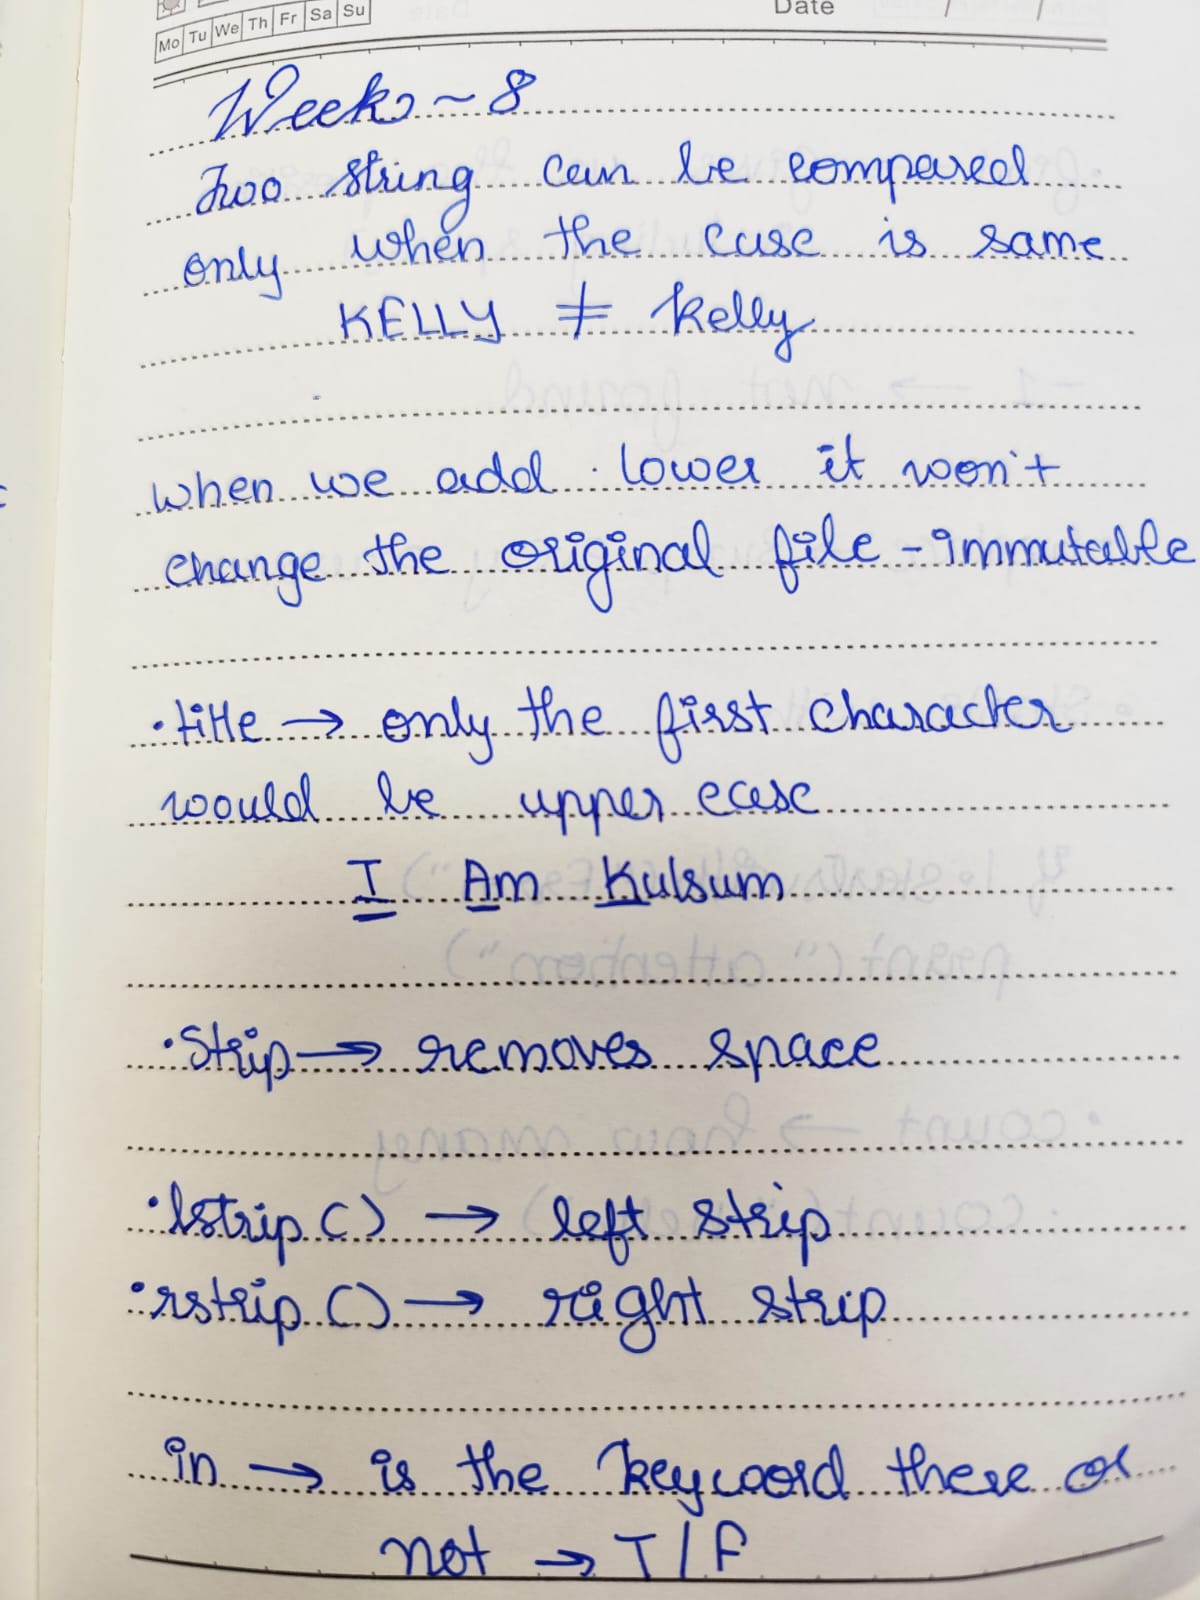 Mo Tu We Th Fr Sa Su
Date / /
Week ~ 8
Two string can be compared
only when the case is same
KELLY ≠ kelly
when we add .lower it won't
change the original file - immutable
.title → only the first character
would be upper case
I Am Kulsum
.Strip → removes space
.lstrip () → left strip
.rstrip () → right strip
in → is the keyword there or
not → T/F